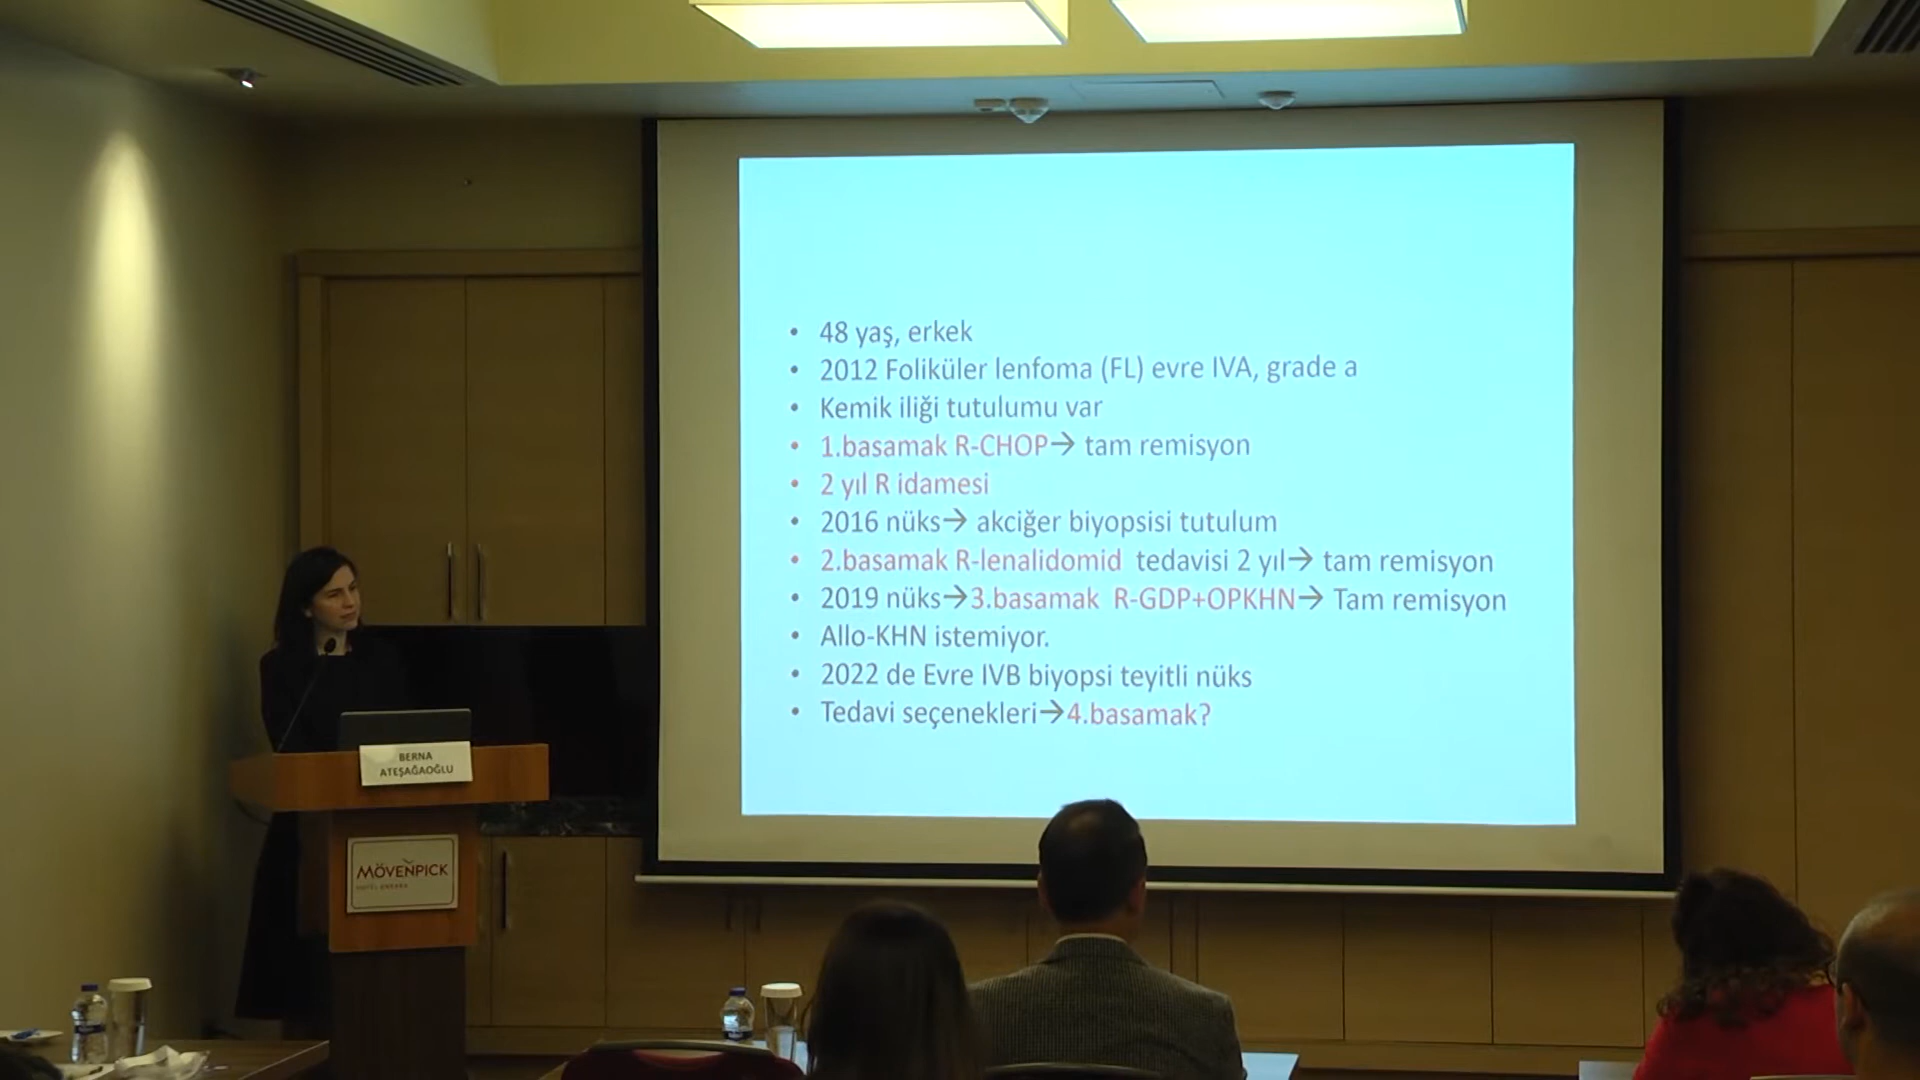 • 48 yaş, erkek
• 2012 Foliküler lenfoma (FL) evre IVA, grade a
• Kemik iliği tutulumu var
• 1.basamak R-CHOP→ tam remisyon
• 2 yıl R idamesi
• 2016 nüks→ akciğer biyopsisi tutulum
• 2.basamak R-lenalidomid tedavisi 2 yıl→ tam remisyon
• 2019 nüks→3.basamak R-GDP+OPKHN→ Tam remisyon
• Allo-KHN istemiyor.
• 2022 de Evre IVB biyopsi teyitli nüks
• Tedavi seçenekleri→4.basamak?
BERNA
ATEŞAĞAOĞLU
MÖVENPICK
HOTEL ANKARA